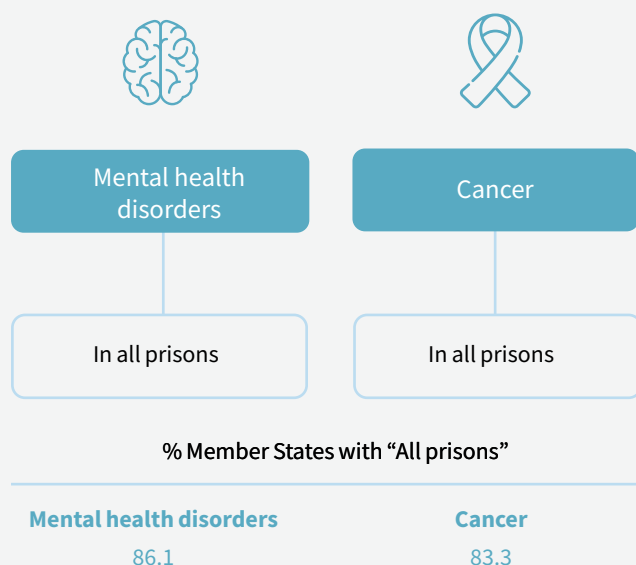 Mental health
disorders
Cancer
In all prisons
In all prisons
% Member States with “All prisons”
Mental health disorders
Cancer
86.1
83.3